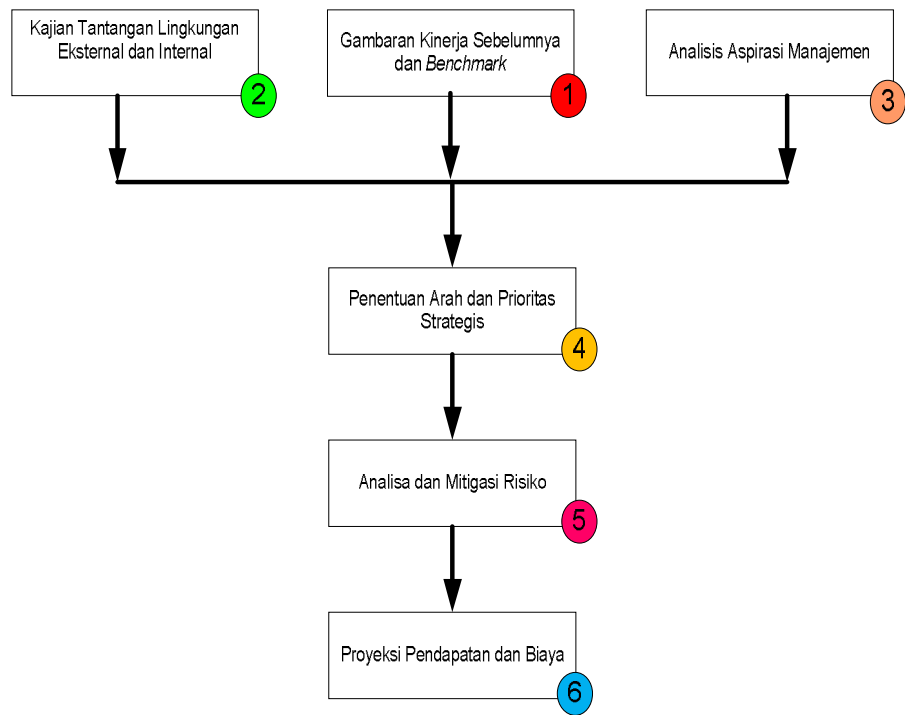 Kajian Tantangan Lingkungan
Eksternal dan Internal
2
Gambaran Kinerja Sebelumnya
dan Benchmark
1
Analisis Aspirasi Manajemen
3
Penentuan Arah dan Prioritas
Strategis
4
Analisa dan Mitigasi Risiko
5
Proyeksi Pendapatan dan Biaya
6